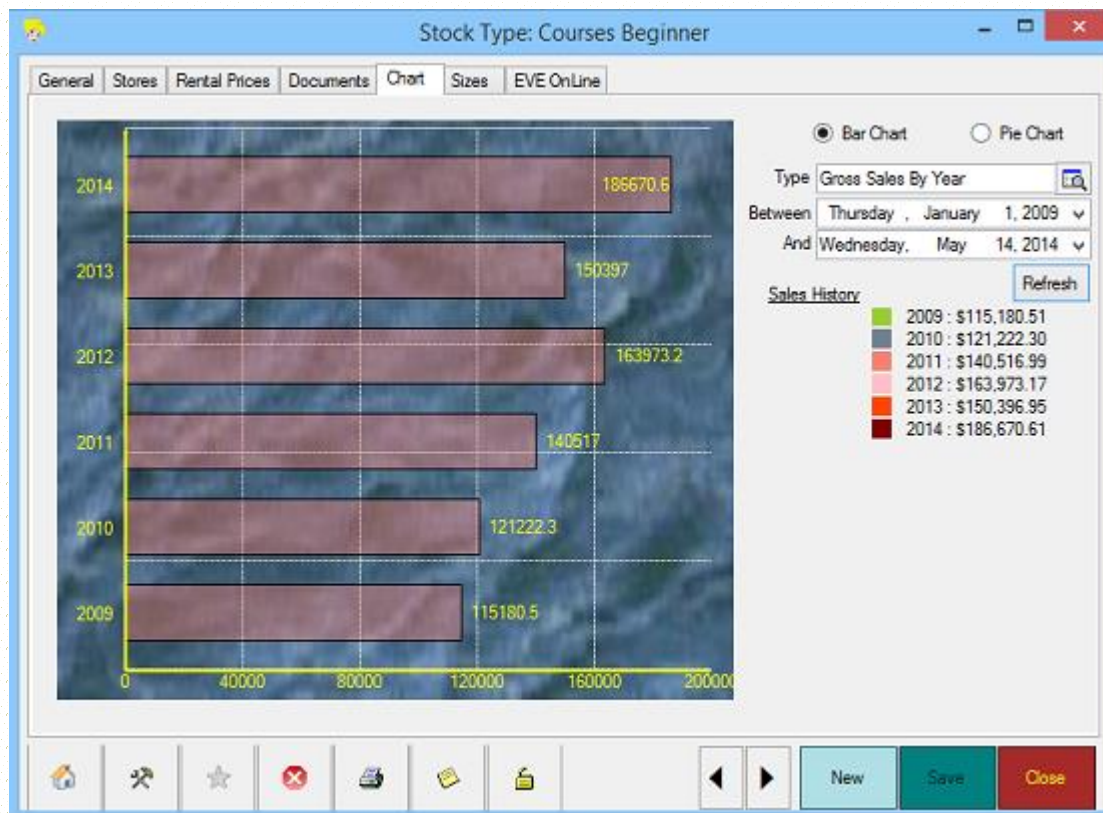 Stock Type: Courses Beginner
General Stores Rental Prices Documents Chart Sizes EVE OnLine
Bar Chart Pie Chart
Type Gross Sales By Year
Between Thursday , January 1, 2009
And Wednesday, May 14, 2014
Refresh
Sales History
2009 : $115,180.51
2010 : $121,222.30
2011 : $140,516.99
2012 : $163,973.17
2013 : $150,396.95
2014 : $186,670.61
2014 186670.6
2013 150397
2012 163973.2
2011 140517
2010 121222.3
2009 115180.5
0 40000 80000 120000 160000 200000
New Save Close